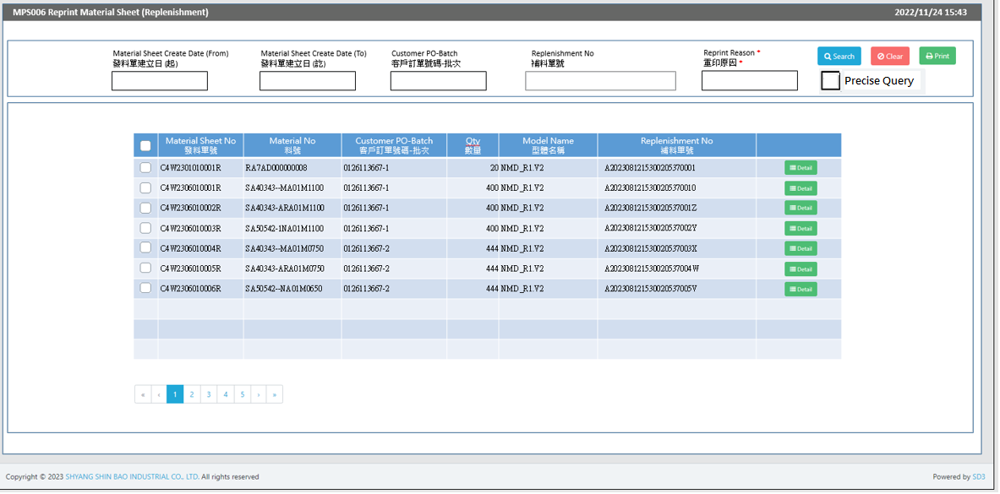 MPS006 Reprint Material Sheet (Replenishment) 2022/11/24 15:43
Material Sheet Create Date (From) Material Sheet Create Date (To) Customer PO-Batch Replenishment No Reprint Reason *
發料單建立日 (起) 發料單建立日 (訖) 客戶訂單號碼-批次 補料單號 重印原因 *
Search Clear Print
Precise Query
Material Sheet No Material No Customer PO-Batch Qty Model Name Replenishment No
發料單號 料號 客戶訂單號碼-批次 數量 型體名稱 補料單號
C4W2301010001R RA7AD000000008 0126113667-1 20 NMD_R1.V2 A2023081215300205370001 Detail
C4W2306010001R SA40343--MA01M1100 0126113667-1 400 NMD_R1.V2 A2023081215300205370010 Detail
C4W2306010002R SA40343-ARA01M1100 0126113667-1 400 NMD_R1.V2 A202308121530020537001Z Detail
C4W2306010003R SA50542-1NA01M1100 0126113667-1 400 NMD_R1.V2 A202308121530020537002Y Detail
C4W2306010004R SA40343--MA01M0750 0126113667-2 444 NMD_R1.V2 A202308121530020537003X Detail
C4W2306010005R SA40343-ARA01M0750 0126113667-2 444 NMD_R1.V2 A202308121530020537004W Detail
C4W2306010006R SA50542--NA01M0650 0126113667-2 444 NMD_R1.V2 A202308121530020537005V Detail
« ‹ 1 2 3 4 5 › »
Copyright © 2023 SHYANG SHIN BAO INDUSTRIAL CO., LTD. All rights reserved Powered by SD3